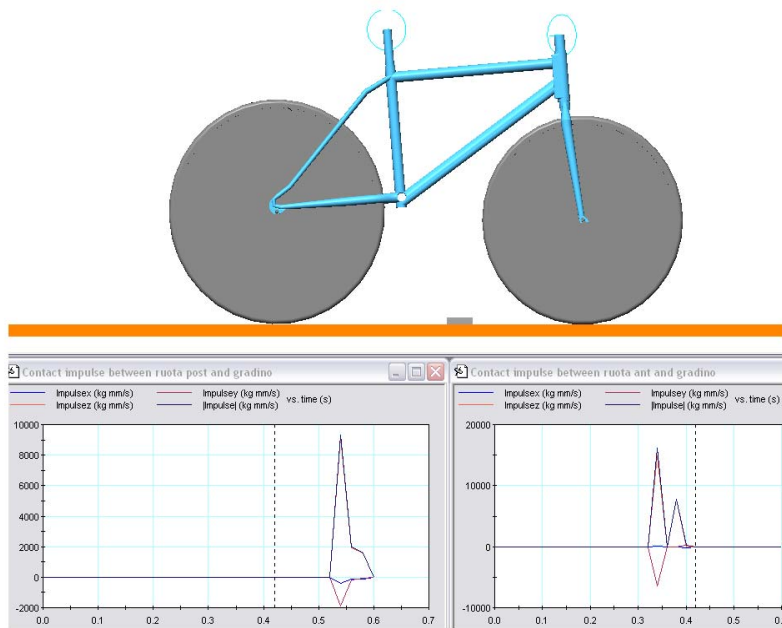 Contact impulse between ruota post and gradino
Impulsex (kg mm/s) Impulsey (kg mm/s) vs. time (s)
Impulsez (kg mm/s) |Impulse| (kg mm/s)
10000
8000
6000
4000
2000
0
-2000
0.0 0.1 0.2 0.3 0.4 0.5 0.6 0.7
Contact impulse between ruota ant and gradino
Impulsex (kg mm/s) Impulsey (kg mm/s) vs. time (s)
Impulsez (kg mm/s) |Impulse| (kg mm/s)
20000
10000
0
-10000
0.0 0.1 0.2 0.3 0.4 0.5